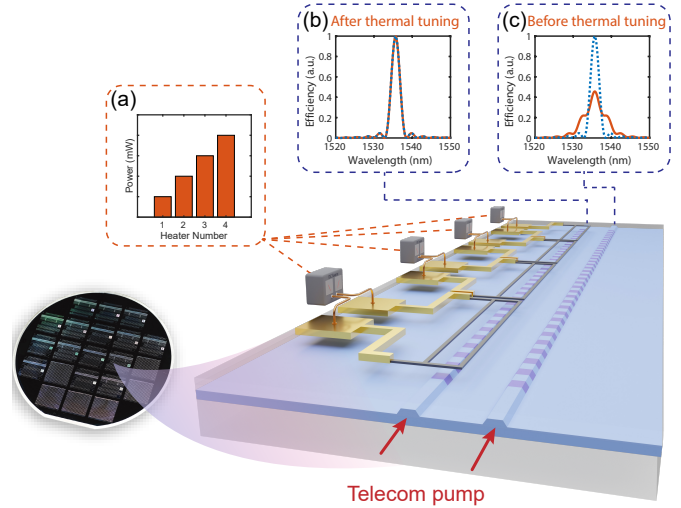 (b) After thermal tuning
1
0.8
0.6
0.4
0.2
0
Efficiency (a.u.)
1520 1530 1540 1550
Wavelength (nm)
(c) Before thermal tuning
1
0.8
0.6
0.4
0.2
0
Efficiency (a.u.)
1520 1530 1540 1550
Wavelength (nm)
(a)
Power (mW)
1 2 3 4
Heater Number
Telecom pump